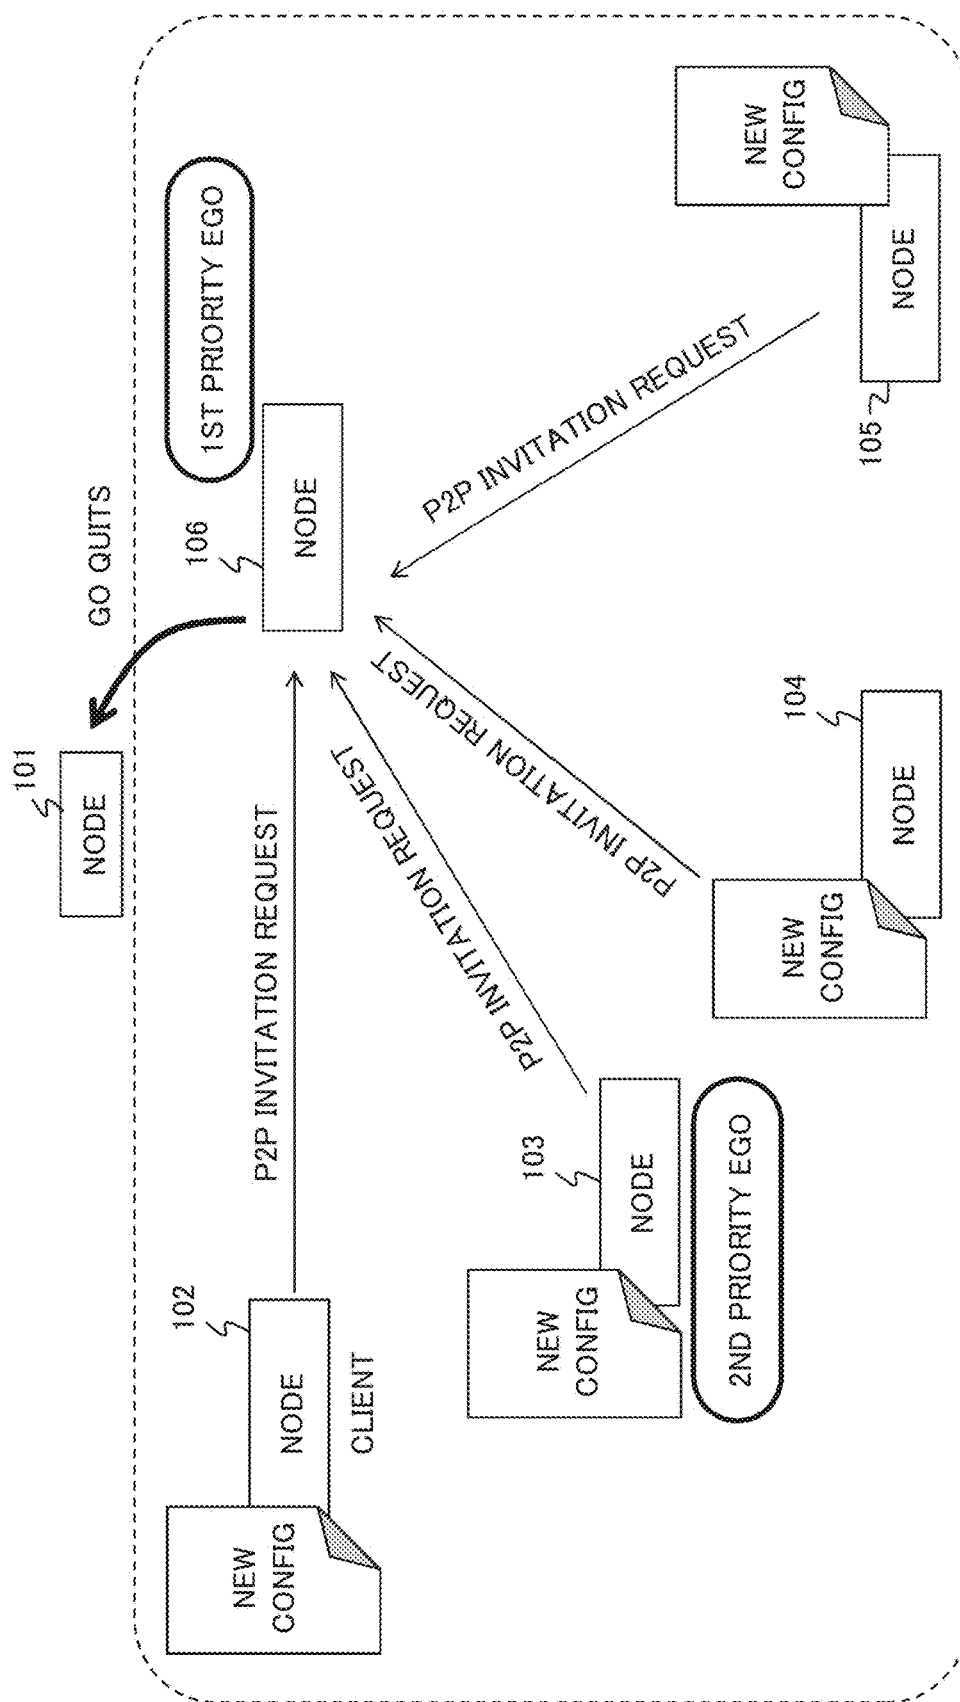 101
NODE
GO QUITS
102
NODE
CLIENT
NEW
CONFIG
P2P INVITATION REQUEST
106
NODE
1ST PRIORITY EGO
103
NODE
NEW
CONFIG
2ND PRIORITY EGO
P2P INVITATION REQUEST
104
NODE
NEW
CONFIG
P2P INVITATION REQUEST
105
NODE
NEW
CONFIG
P2P INVITATION REQUEST